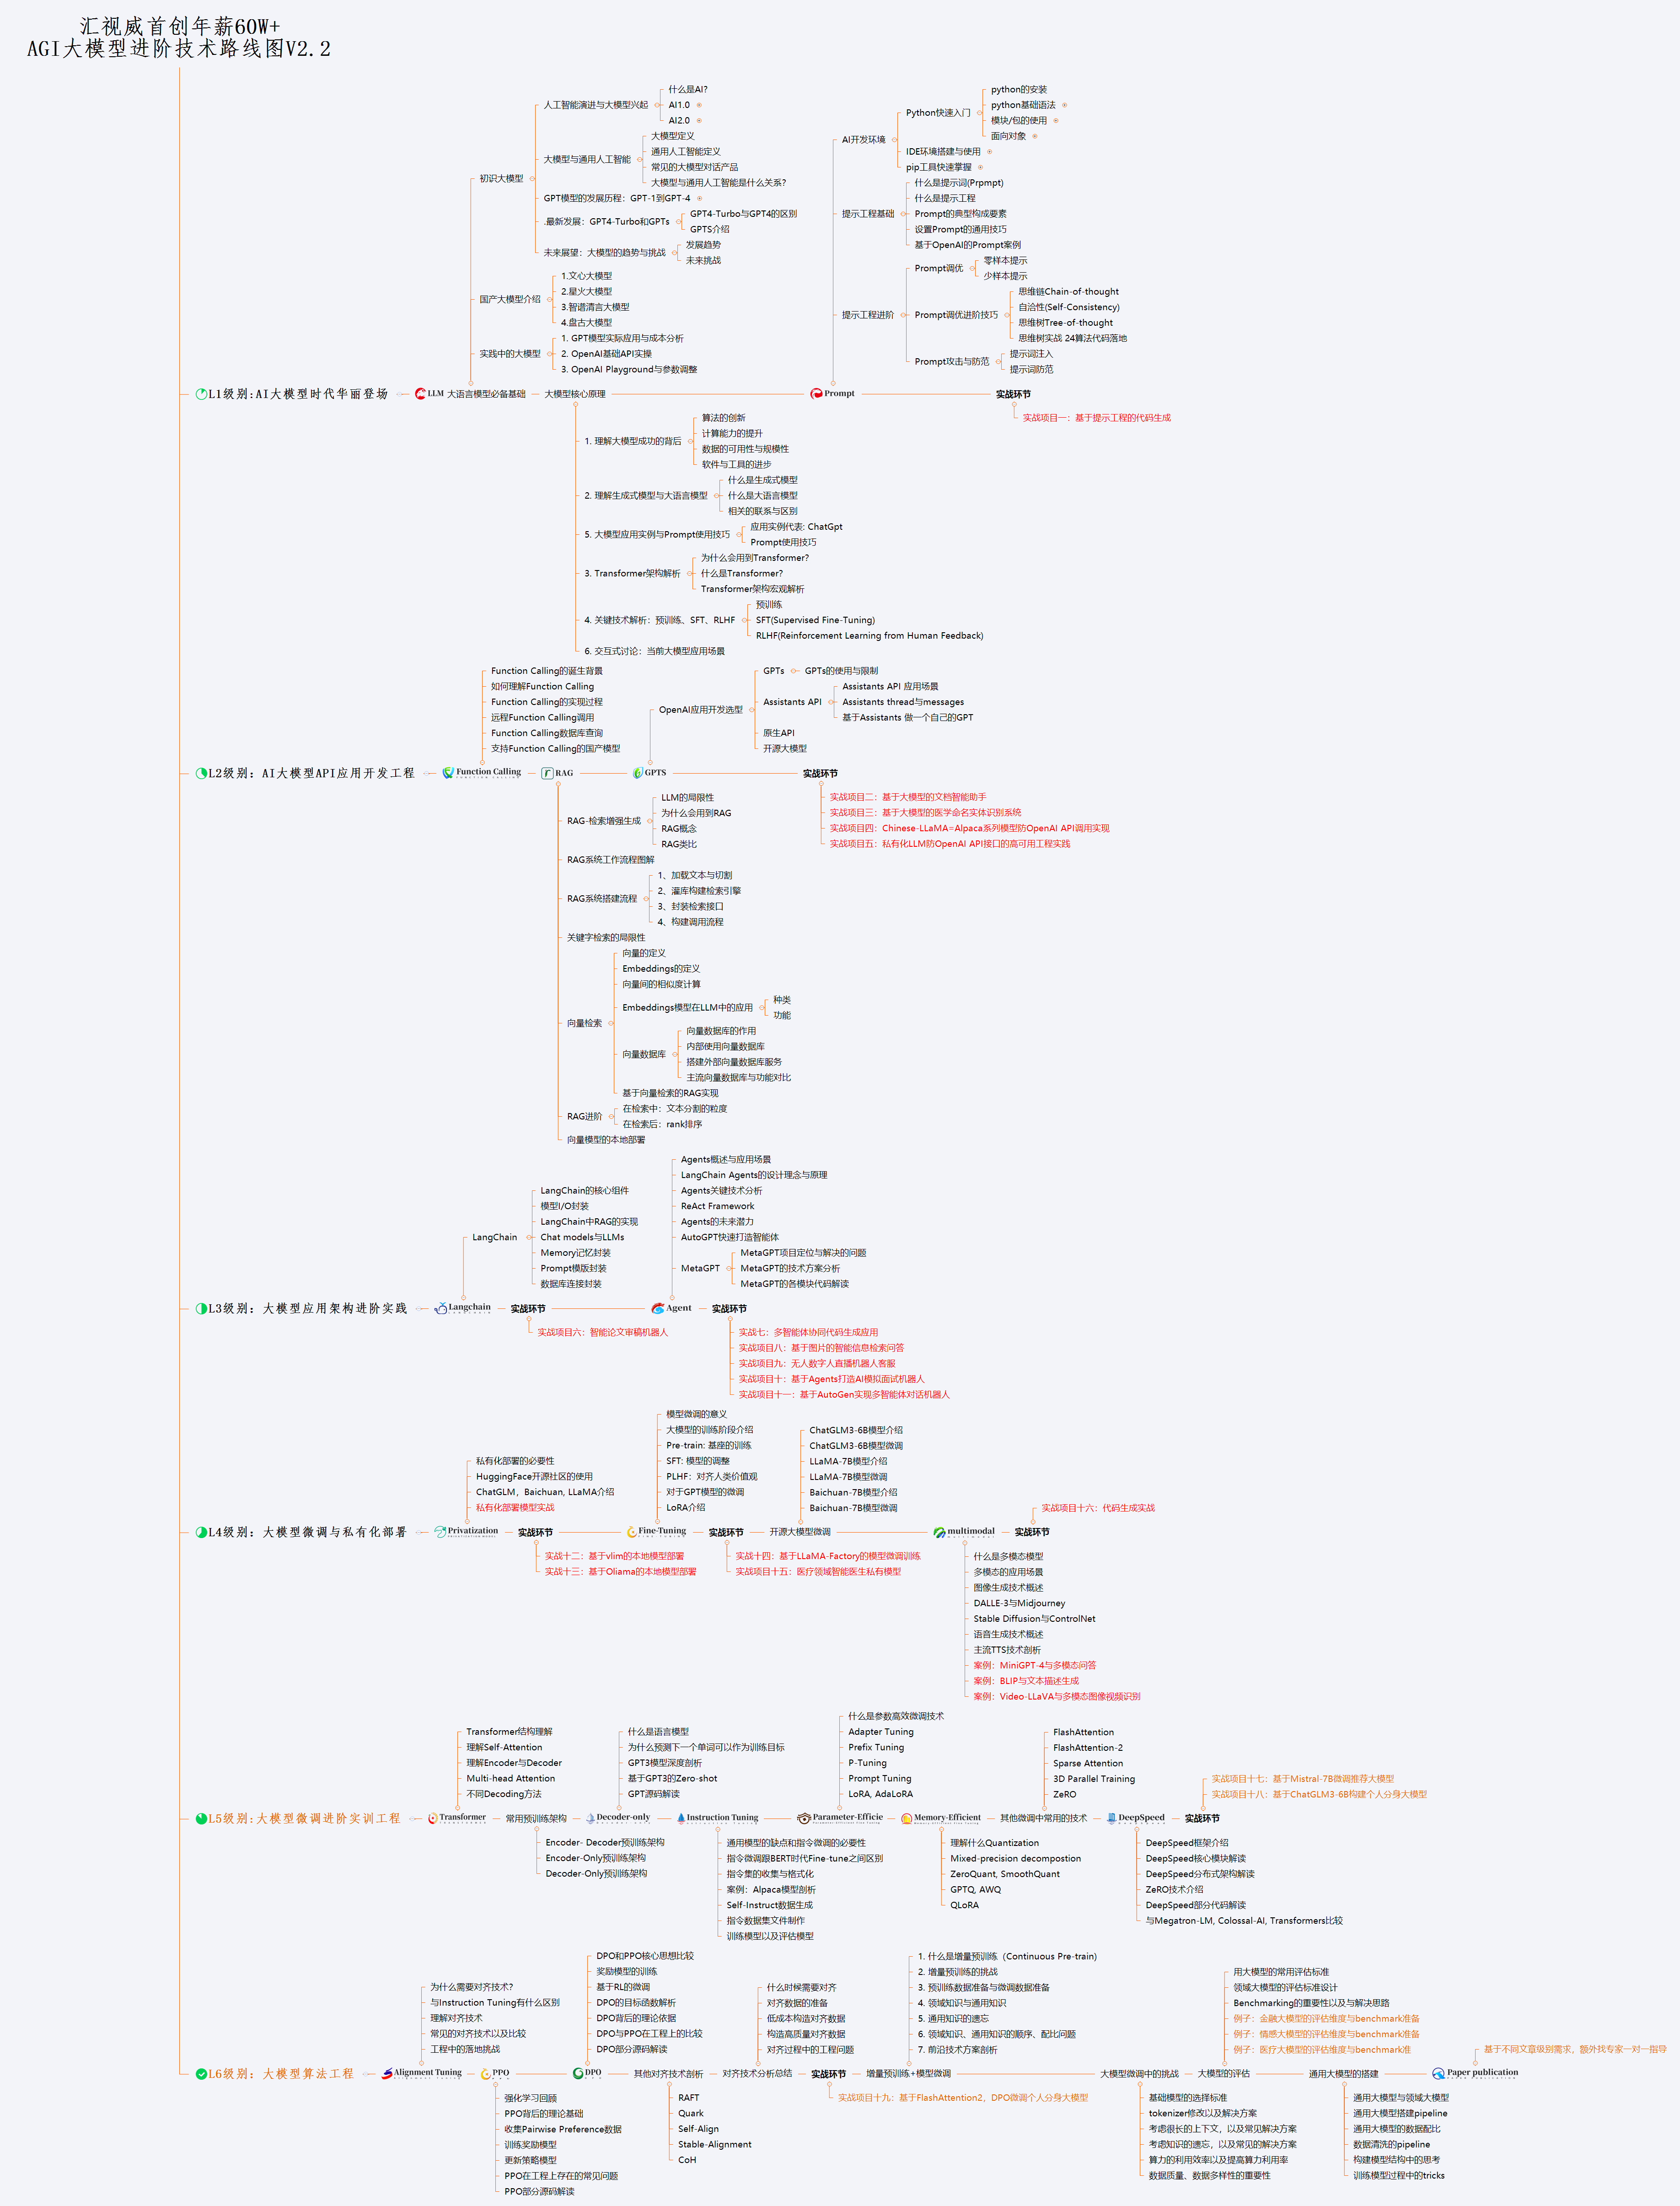 汇视威首创年薪60W+
AGI大模型进阶技术路线图V2.2
L1级别:AI大模型时代华丽登场
LLM 大语言模型必备基础
初识大模型
人工智能演进与大模型兴起
什么是AI?
AI1.0
AI2.0
大模型与通用人工智能
大模型定义
通用人工智能定义
常见的大模型对话产品
大模型与通用人工智能是什么关系?
GPT模型的发展历程：GPT-1到GPT-4
.最新发展：GPT4-Turbo和GPTs
GPT4-Turbo与GPT4的区别
GPTS介绍
未来展望：大模型的趋势与挑战
发展趋势
未来挑战
国产大模型介绍
1.文心大模型
2.星火大模型
3.智谱清言大模型
4.盘古大模型
实践中的大模型
1. GPT模型实际应用与成本分析
2. OpenAI基础API实操
3. OpenAI Playground与参数调整
大模型核心原理
1. 理解大模型成功的背后
算法的创新
计算能力的提升
数据的可用性与规模性
软件与工具的进步
2. 理解生成式模型与大语言模型
什么是生成式模型
什么是大语言模型
相关的联系与区别
5. 大模型应用实例与Prompt使用技巧
应用实例代表: ChatGpt
Prompt使用技巧
3. Transformer架构解析
为什么会用到Transformer?
什么是Transformer?
Transformer架构宏观解析
4. 关键技术解析：预训练、SFT、RLHF
预训练
SFT(Supervised Fine-Tuning)
RLHF(Reinforcement Learning from Human Feedback)
6. 交互式讨论：当前大模型应用场景
Prompt
AI开发环境
Python快速入门
python的安装
python基础语法
模块/包的使用
面向对象
IDE环境搭建与使用
pip工具快速掌握
提示工程基础
什么是提示词(Prpmpt)
什么是提示工程
Prompt的典型构成要素
设置Prompt的通用技巧
基于OpenAI的Prompt案例
提示工程进阶
Prompt调优
零样本提示
少样本提示
Prompt调优进阶技巧
思维链Chain-of-thought
自洽性(Self-Consistency)
思维树Tree-of-thought
思维树实战 24算法代码落地
Prompt攻击与防范
提示词注入
提示词防范
实战环节
实战项目一：基于提示工程的代码生成
L2级别：AI大模型API应用开发工程
Function Calling
Function Calling的诞生背景
如何理解Function Calling
Function Calling的实现过程
远程Function Calling调用
Function Calling数据库查询
支持Function Calling的国产模型
RAG
RAG-检索增强生成
LLM的局限性
为什么会用到RAG
RAG概念
RAG类比
RAG系统工作流程图解
RAG系统搭建流程
1、加载文本与切割
2、灌库构建检索引擎
3、封装检索接口
4、构建调用流程
关键字检索的局限性
向量检索
向量的定义
Embeddings的定义
向量间的相似度计算
Embeddings模型在LLM中的应用
种类
功能
向量数据库
向量数据库的作用
内部使用向量数据库
搭建外部向量数据库服务
主流向量数据库与功能对比
基于向量检索的RAG实现
RAG进阶
在检索中：文本分割的粒度
在检索后：rank排序
向量模型的本地部署
GPTS
OpenAI应用开发选型
GPTs
GPTs的使用与限制
Assistants API
Assistants API 应用场景
Assistants thread与messages
基于Assistants 做一个自己的GPT
原生API
开源大模型
实战环节
实战项目二：基于大模型的文档智能助手
实战项目三：基于大模型的医学命名实体识别系统
实战项目四：Chinese-LLaMA=Alpaca系列模型防OpenAI API调用实现
实战项目五：私有化LLM防OpenAI API接口的高可用工程实践
L3级别：大模型应用架构进阶实践
Langchain
LangChain
LangChain的核心组件
模型I/O封装
LangChain中RAG的实现
Chat models与LLMs
Memory记忆封装
Prompt模版封装
数据库连接封装
实战环节
实战项目六：智能论文审稿机器人
Agent
Agents概述与应用场景
LangChain Agents的设计理念与原理
Agents关键技术分析
ReAct Framework
Agents的未来潜力
AutoGPT快速打造智能体
MetaGPT
MetaGPT项目定位与解决的问题
MetaGPT的技术方案分析
MetaGPT的各模块代码解读
实战环节
实战七：多智能体协同代码生成应用
实战项目八：基于图片的智能信息检索问答
实战项目九：无人数字人直播机器人客服
实战项目十：基于Agents打造AI模拟面试机器人
实战项目十一：基于AutoGen实现多智能体对话机器人
L4级别：大模型微调与私有化部署
Privatization
私有化部署的必要性
HuggingFace开源社区的使用
ChatGLM，Baichuan, LLaMA介绍
私有化部署模型实战
实战环节
实战十二：基于vlim的本地模型部署
实战十三：基于Oliama的本地模型部署
Fine-Tuning
模型微调的意义
大模型的训练阶段介绍
Pre-train: 基座的训练
SFT: 模型的调整
PLHF：对齐人类价值观
对于GPT模型的微调
LoRA介绍
实战环节
实战十四：基于LLaMA-Factory的模型微调训练
实战项目十五：医疗领域智能医生私有模型
开源大模型微调
ChatGLM3-6B模型介绍
ChatGLM3-6B模型微调
LLaMA-7B模型介绍
LLaMA-7B模型微调
Baichuan-7B模型介绍
Baichuan-7B模型微调
multimodal
什么是多模态模型
多模态的应用场景
图像生成技术概述
DALLE-3与Midjourney
Stable Diffusion与ControlNet
语音生成技术概述
主流TTS技术剖析
案例：MiniGPT-4与多模态问答
案例：BLIP与文本描述生成
案例：Video-LLaVA与多模态图像视频识别
实战环节
实战项目十六：代码生成实战
L5级别:大模型微调进阶实训工程
Transformer
Transformer结构理解
理解Self-Attention
理解Encoder与Decoder
Multi-head Attention
不同Decoding方法
常用预训练架构
Encoder- Decoder预训练架构
Encoder-Only预训练架构
Decoder-Only预训练架构
Decoder-only
什么是语言模型
为什么预测下一个单词可以作为训练目标
GPT3模型深度剖析
基于GPT3的Zero-shot
GPT源码解读
Instruction Tuning
通用模型的缺点和指令微调的必要性
指令微调跟BERT时代Fine-tune之间区别
指令集的收集与格式化
案例：Alpaca模型剖析
Self-Instruct数据生成
指令数据集文件制作
训练模型以及评估模型
Parameter-Efficie
什么是参数高效微调技术
Adapter Tuning
Prefix Tuning
P-Tuning
Prompt Tuning
LoRA, AdaLoRA
Memory-Efficient
理解什么Quantization
Mixed-precision decompostion
ZeroQuant, SmoothQuant
GPTQ, AWQ
QLoRA
其他微调中常用的技术
FlashAttention
FlashAttention-2
Sparse Attention
3D Parallel Training
ZeRO
DeepSpeed
DeepSpeed框架介绍
DeepSpeed核心模块解读
DeepSpeed分布式架构解读
ZeRO技术介绍
DeepSpeed部分代码解读
与Megatron-LM, Colossal-AI, Transformers比较
实战环节
实战项目十七：基于Mistral-7B微调推荐大模型
实战项目十八：基于ChatGLM3-6B构建个人分身大模型
L6级别：大模型算法工程
Alignment Tuning
为什么需要对齐技术?
与Instruction Tuning有什么区别
理解对齐技术
常见的对齐技术以及比较
工程中的落地挑战
PPO
强化学习回顾
PPO背后的理论基础
收集Pairwise Preference数据
训练奖励模型
更新策略模型
PPO在工程上存在的常见问题
PPO部分源码解读
DPO
DPO和PPO核心思想比较
奖励模型的训练
基于RL的微调
DPO的目标函数解析
DPO背后的理论依据
DPO与PPO在工程上的比较
DPO部分源码解读
其他对齐技术剖析
RAFT
Quark
Self-Align
Stable-Alignment
CoH
对齐技术分析总结
什么时候需要对齐
对齐数据的准备
低成本构造对齐数据
构造高质量对齐数据
对齐过程中的工程问题
实战环节
实战项目十九：基于FlashAttention2，DPO微调个人分身大模型
增量预训练+模型微调
1. 什么是增量预训练（Continuous Pre-train)
2. 增量预训练的挑战
3. 预训练数据准备与微调数据准备
4. 领域知识与通用知识
5. 通用知识的遗忘
6. 领域知识、通用知识的顺序、配比问题
7. 前沿技术方案剖析
大模型微调中的挑战
基础模型的选择标准
tokenizer修改以及解决方案
考虑很长的上下文，以及常见解决方案
考虑知识的遗忘，以及常见的解决方案
算力的利用效率以及提高算力利用率
数据质量、数据多样性的重要性
大模型的评估
用大模型的常用评估标准
领域大模型的评估标准设计
Benchmarking的重要性以及与解决思路
例子：金融大模型的评估维度与benchmark准备
例子：情感大模型的评估维度与benchmark准备
例子：医疗大模型的评估维度与benchmark准
通用大模型的搭建
通用大模型与领域大模型
通用大模型搭建pipeline
通用大模型的数据配比
数据清洗的pipeline
构建模型结构中的思考
训练模型过程中的tricks
Paper publication
基于不同文章级别需求，额外找专家一对一指导